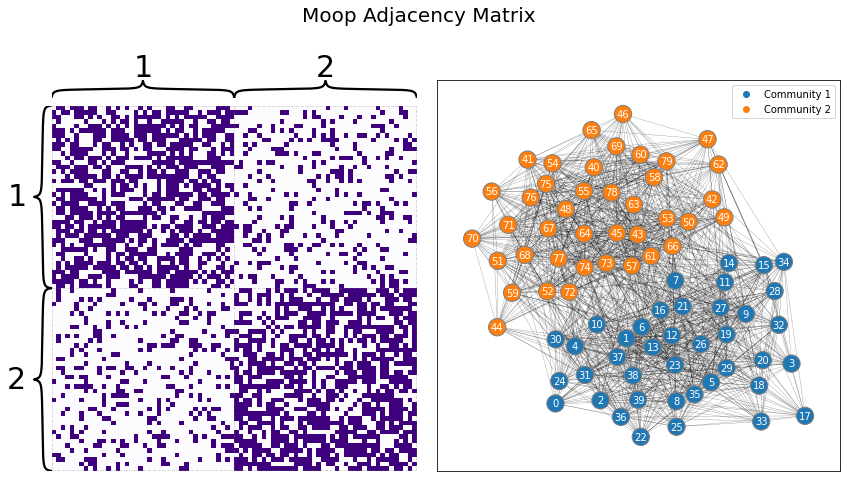 Moop Adjacency Matrix
1 2
1
2
Community 1
Community 2
46
65
47
69
60
41 54 40 79 62
58
75
56 76 55 78 42
48 63
53 50 49
71 67
64 45 43
70 66
51 68 77 61
74 73 57
7 14 15 34
11
59 52 72 28
16 21 27 9
44 10 6 32
30 4 1 12 19
13 26
37
23 20 3
24 31 38 29
5 18
0 2 39 8 35
36 33 17
22 25